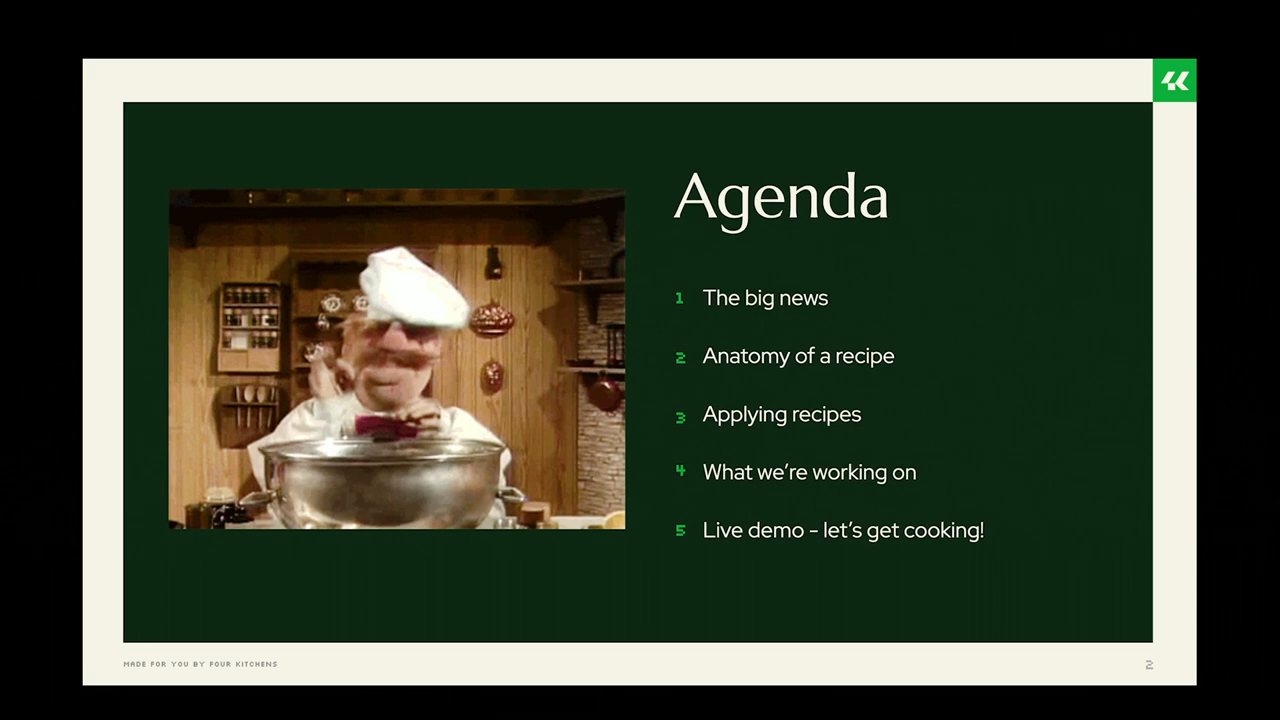 Agenda
1 The big news
2 Anatomy of a recipe
3 Applying recipes
4 What we’re working on
5 Live demo - let’s get cooking!
MADE FOR YOU BY FOUR KITCHENS
2